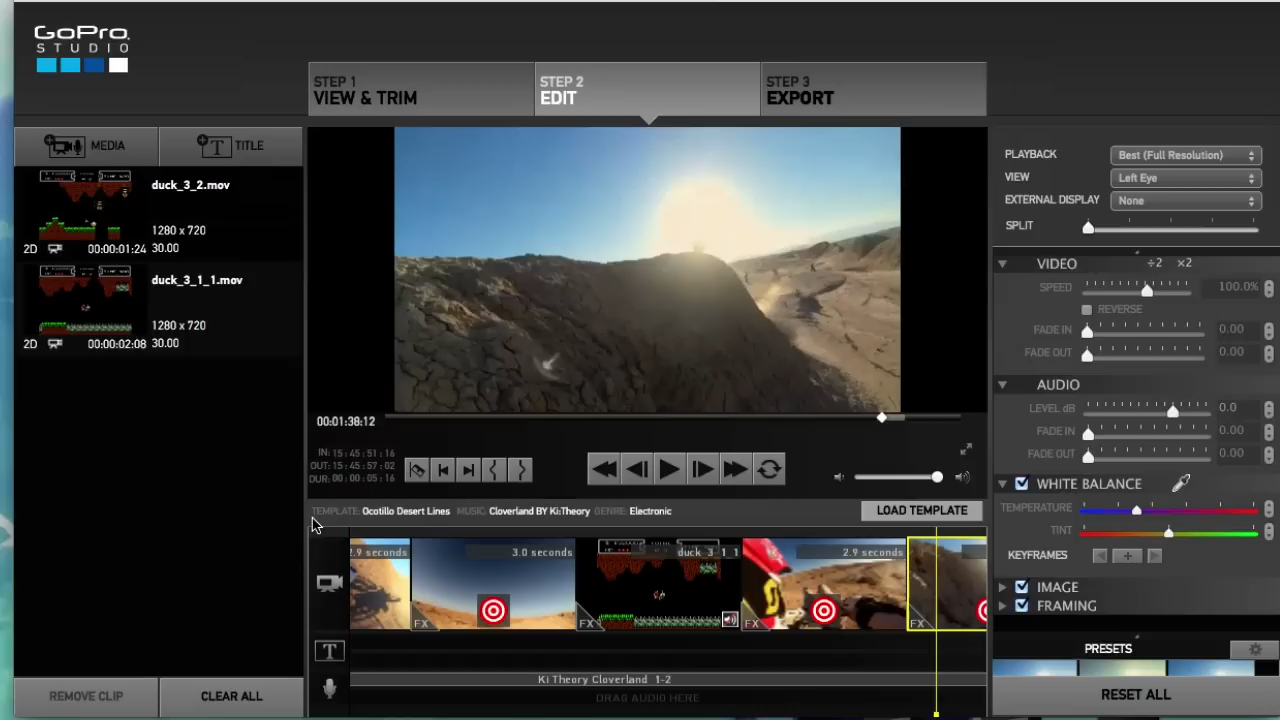 GoPro
STUDIO
STEP 1
VIEW & TRIM
STEP 2
EDIT
STEP 3
EXPORT
MEDIA
TITLE
duck_3_2.mov
1280 x 720
2D 00:00:01:24 30.00
duck_3_1_1.mov
1280 x 720
2D 00:00:02:08 30.00
REMOVE CLIP
CLEAR ALL
00:01:38:12
IN: 15:45:51:16
OUT: 15:45:57:02
DUR: 00:00:05:16
TEMPLATE: Ocotillo Desert Lines MUSIC: Cloverland BY Ki:Theory GENRE: Electronic
LOAD TEMPLATE
2.9 seconds
3.0 seconds
duck_3_1_1
2.9 seconds
FX
FX
FX
FX
T
Ki Theory Cloverland 1-2
DRAG AUDIO HERE
PLAYBACK Best (Full Resolution)
VIEW Left Eye
EXTERNAL DISPLAY None
SPLIT
VIDEO ÷2 ×2
SPEED 100.0%
REVERSE
FADE IN 0.00
FADE OUT 0.00
AUDIO
LEVEL dB 0.0
FADE IN 0.00
FADE OUT 0.00
WHITE BALANCE
TEMPERATURE
TINT
KEYFRAMES
IMAGE
FRAMING
PRESETS
RESET ALL